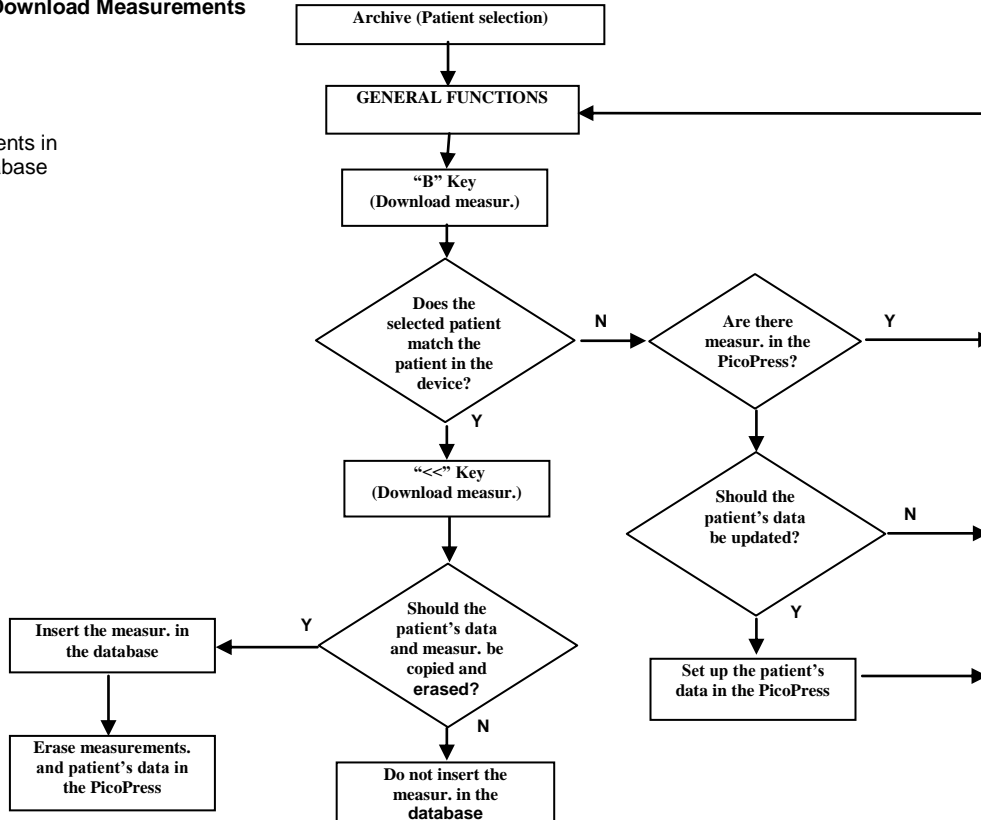 Download Measurements
Archive (Patient selection)
GENERAL FUNCTIONS
ents in
abase
“B” Key
(Download measur.)
Does the
selected patient
match the
patient in the
device?
N
Are there
measur. in the
PicoPress?
Y
Y
“<<” Key
(Download measur.)
Should the
patient’s data
be updated?
N
Y
Should the
patient’s data
and measur. be
copied and
erased?
Y
Insert the measur. in
the database
Set up the patient’s
data in the PicoPress
N
Erase measurements.
and patient’s data in
the PicoPress
Do not insert the
measur. in the
database